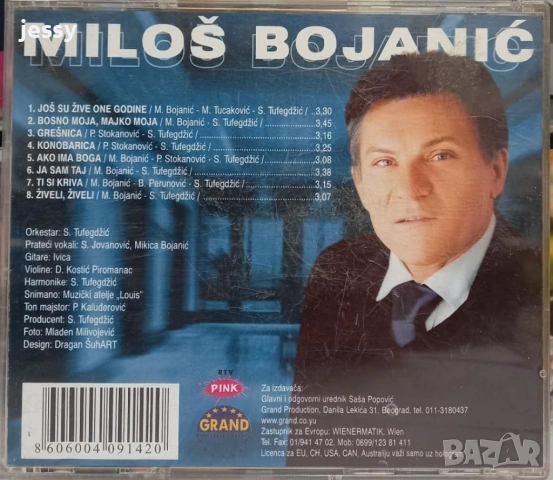 jessy
MILOŠ BOJANIĆ
MILOŠ BOJANIĆ
1. JOŠ SU ŽIVE ONE GODINE / M. Bojanić - M. Tucaković - S. Tufegdžić / ... 3,30
2. BOSNO MOJA, MAJKO MOJA / M. Bojanić - S. Tufegdžić / ... 3,45
3. GREŠNICA / P. Stokanović - S. Tufegdžić / ... 3,16
4. KONOBARICA / P. Stokanović - S. Tufegdžić / ... 3,25
5. AKO IMA BOGA / M. Bojanić - P. Stokanović - S. Tufegdžić / ... 3,08
6. JA SAM TAJ / M. Bojanić - S. Tufegdžić / ... 3,38
7. TI SI KRIVA / M. Bojanić - B. Perunović - S. Tufegdžić / ... 3,15
8. ŽIVELI, ŽIVELI / M. Bojanić - S. Tufegdžić / ... 3,07
Orkestar: S. Tufegdžić
Prateći vokali: S. Jovanović, Mikica Bojanić
Gitare: Ivica
Violine: D. Kostić Piromanac
Harmonike: S. Tufegdžić
Snimano: Muzički atelje „Louis“
Ton majstor: P. Kaluđerović
Producent: S. Tufegdžić
Foto: Mladen Milivojević
Design: Dragan ŠuhART
RTV
PINK
GRAND
8 606004 091420
Za izdavača:
Glavni i odgovorni urednik Saša Popović
Grand Production, Danila Lekića 31, Beograd, tel. 011-3180437
www.grand.co.yu
Zastupnik za Evropu: WIENERMATIK, Wien
Tel. Fax: 01/941 47 02, Mob: 0699/123 81 411
Licenca za EU, CH, USA, CAN, Australiju važi samo uz hologram
BAZAR